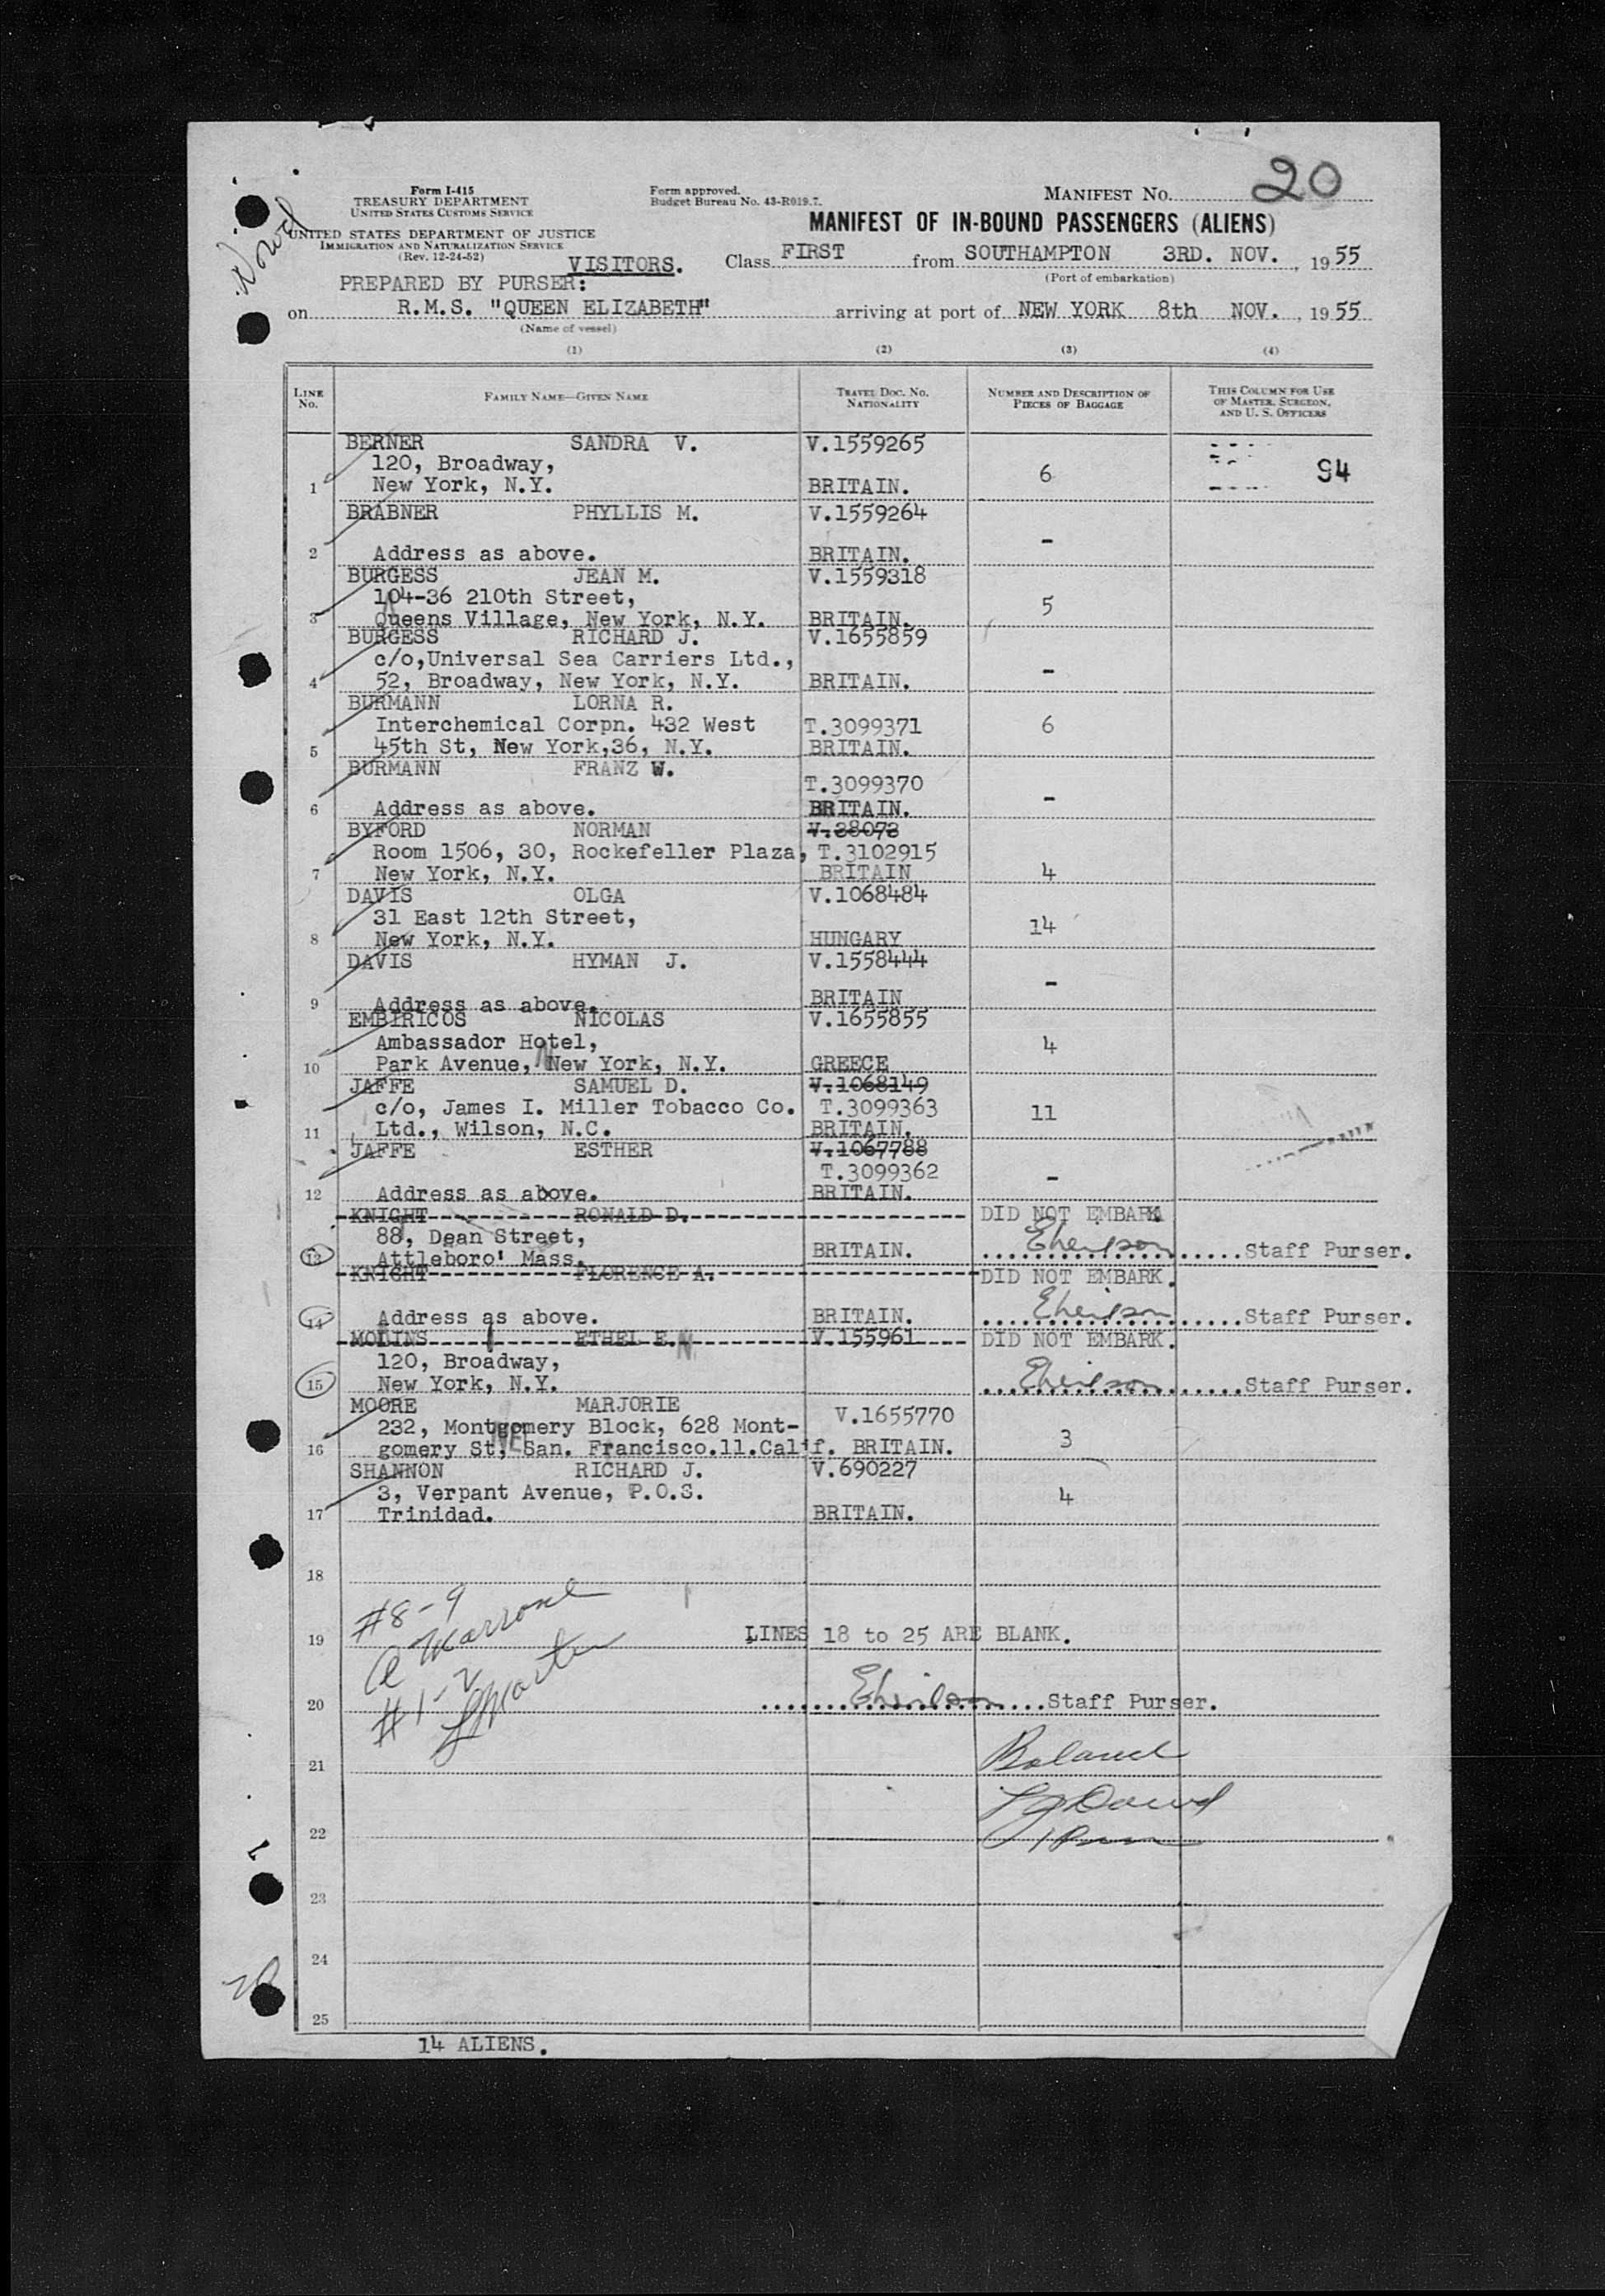 20
Form I-415
TREASURY DEPARTMENT
UNITED STATES CUSTOMS SERVICE
Form approved.
Budget Bureau No. 43-R019.7.
MANIFEST No.
MANIFEST OF IN-BOUND PASSENGERS (ALIENS)
UNITED STATES DEPARTMENT OF JUSTICE
IMMIGRATION AND NATURALIZATION SERVICE
(Rev. 12-24-52)
VISITORS.
Class FIRST from SOUTHAMPTON 3RD. NOV., 1955
(Port of embarkation)
PREPARED BY PURSER:
on R.M.S. "QUEEN ELIZABETH" arriving at port of NEW YORK 8th NOV., 1955
(Name of vessel)
(1) (2) (3) (4)
LINE No.
FAMILY NAME—GIVEN NAME
TRAVEL DOC. No. NATIONALITY
NUMBER AND DESCRIPTION OF PIECES OF BAGGAGE
THIS COLUMN FOR USE OF MASTER, SURGEON, AND U. S. OFFICERS
BERNER SANDRA V. V.1559265
120, Broadway, 6 94
1 New York, N.Y. BRITAIN.
BRABNER PHYLLIS M. V.1559264
-
2 Address as above. BRITAIN.
BURGESS JEAN M. V.1559318
104-36 210th Street, 5
3 Queens Village, New York, N.Y. BRITAIN.
BURGESS RICHARD J. V.1655859
c/o,Universal Sea Carriers Ltd., -
4 52, Broadway, New York, N.Y. BRITAIN.
BURMANN LORNA R.
Interchemical Corpn. 432 West T.3099371 6
5 45th St, New York,36, N.Y. BRITAIN.
BURMANN FRANZ W.
T.3099370 -
6 Address as above. BRITAIN.
BYFORD NORMAN V.28073
Room 1506, 30, Rockefeller Plaza, T.3102915
7 New York, N.Y. BRITAIN 4
DAVIS OLGA V.1068484
31 East 12th Street, 14
8 New York, N.Y. HUNGARY
DAVIS HYMAN J. V.1558444
-
9 Address as above. BRITAIN
EMBIRICOS NICOLAS V.1655855
Ambassador Hotel, 4
10 Park Avenue, New York, N.Y. GREECE
JAFFE SAMUEL D. V.1068149
c/o, James I. Miller Tobacco Co. T.3099363 11
11 Ltd., Wilson, N.C. BRITAIN.
JAFFE ESTHER V.1067788
T.3099362 -
12 Address as above. BRITAIN.
KNIGHT RONALD D. DID NOT EMBARK
88, Dean Street,
13 Attleboro' Mass. BRITAIN. Staff Purser.
KNIGHT FLORENCE A. DID NOT EMBARK.
14 Address as above. BRITAIN. Staff Purser.
MOLINS ETHEL E. V.155961 DID NOT EMBARK.
120, Broadway,
15 New York, N.Y. Staff Purser.
MOORE MARJORIE V.1655770
232, Montgomery Block, 628 Mont- 3
16 gomery St, San. Francisco.11.Calif. BRITAIN.
SHANNON RICHARD J. V.690227
3, Verpant Avenue, P.O.S. 4
17 Trinidad. BRITAIN.
18
#8-9
19 LINES 18 to 25 ARE BLANK.
#1-2
20 Staff Purser.
21
22
23
24
25
14 ALIENS.